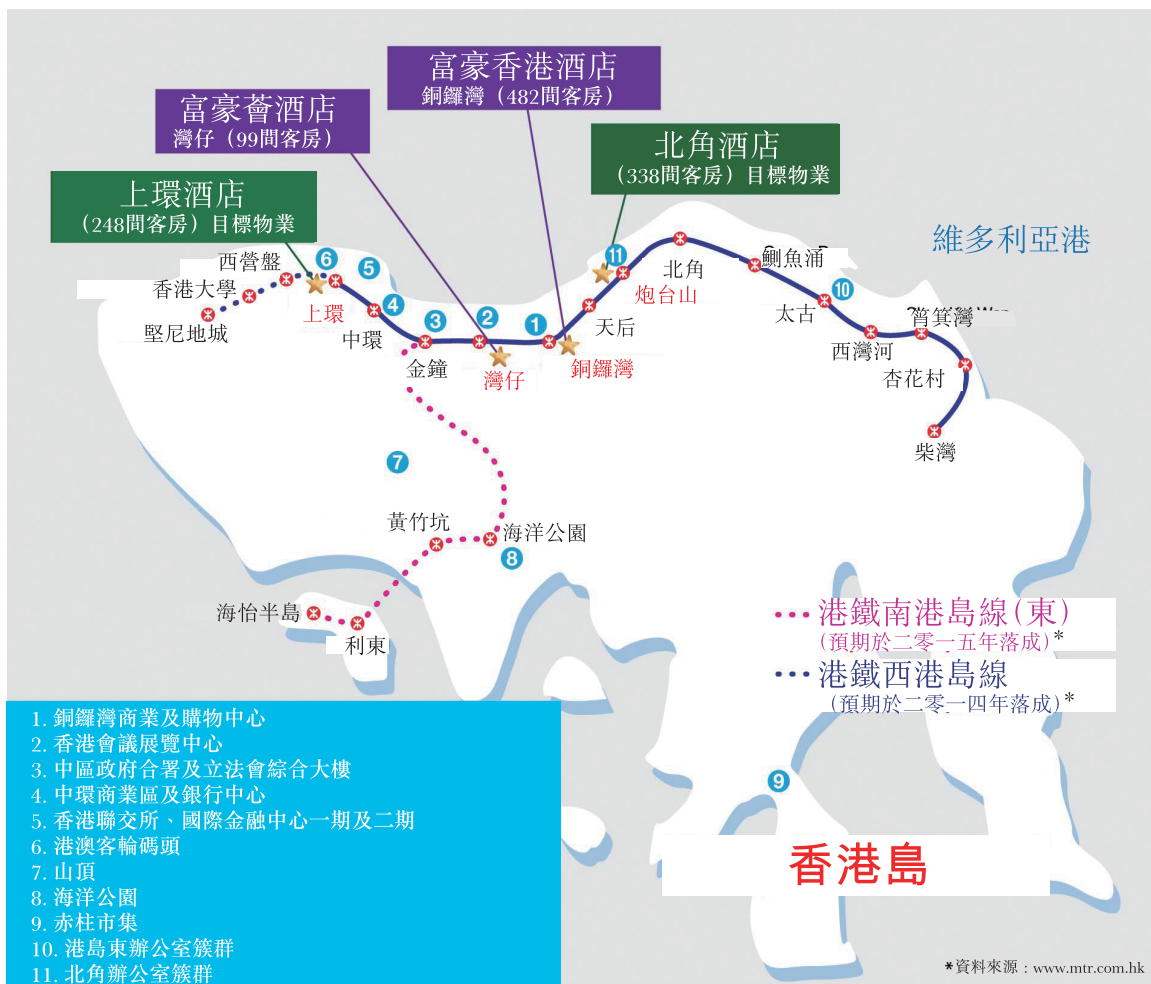 富豪香港酒店
銅鑼灣（482間客房）
富豪薈酒店
灣仔（99間客房）
北角酒店
（338間客房）目標物業
上環酒店
（248間客房）目標物業
維多利亞港
西營盤
香港大學
堅尼地城
上環
中環
金鐘
灣仔
銅鑼灣
天后
炮台山
北角
鰂魚涌
太古
西灣河
筲箕灣
杏花村
柴灣
6
5
4
3
2
1
11
10
7
黃竹坑
海洋公園
8
海怡半島
利東
港鐵南港島線（東）
（預期於二零一五年落成）*
港鐵西港島線
（預期於二零一四年落成）*
9
香港島
1. 銅鑼灣商業及購物中心
2. 香港會議展覽中心
3. 中區政府合署及立法會綜合大樓
4. 中環商業區及銀行中心
5. 香港聯交所、國際金融中心一期及二期
6. 港澳客輪碼頭
7. 山頂
8. 海洋公園
9. 赤柱市集
10. 港島東辦公室簇群
11. 北角辦公室簇群
*資料來源：www.mtr.com.hk